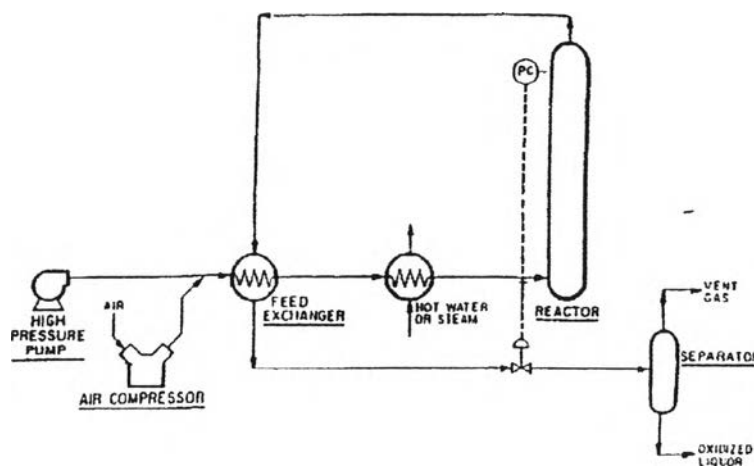 PC
HIGH
PRESSURE
PUMP
AIR
AIR COMPRESSOR
FEED
EXCHANGER
HOT WATER
OR STEAM
REACTOR
VENT
GAS
SEPARATOR
OXIDIZED
LIQUOR